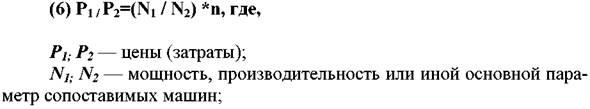 (6) P1 / P2=(N1 / N2) *n, где,
P1; P2 — цены (затраты);
N1; N2 — мощность, производительность или иной основной пара-
метр сопоставимых машин;